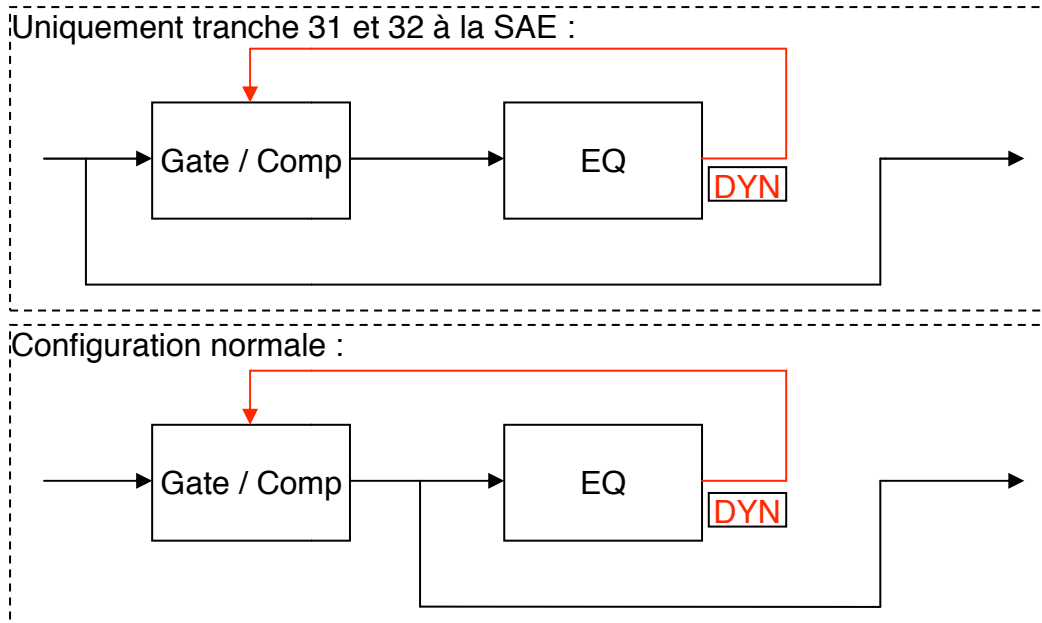 Uniquement tranche 31 et 32 à la SAE :
Gate / Comp
EQ
DYN
Configuration normale :
Gate / Comp
EQ
DYN